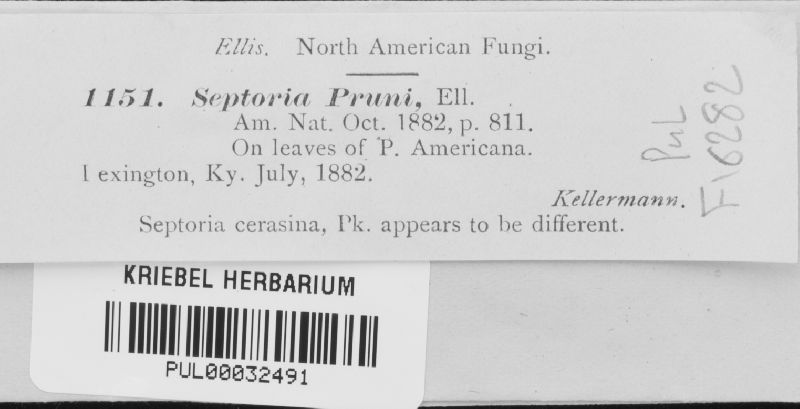 Ellis. North American Fungi.
1151. Septoria Pruni, Ell.
Am. Nat. Oct. 1882, p. 811.
On leaves of P. Americana.
Lexington, Ky. July, 1882.
Kellermann.
Septoria cerasina, Pk. appears to be different.
PuL
F16282
KRIEBEL HERBARIUM
PUL00032491